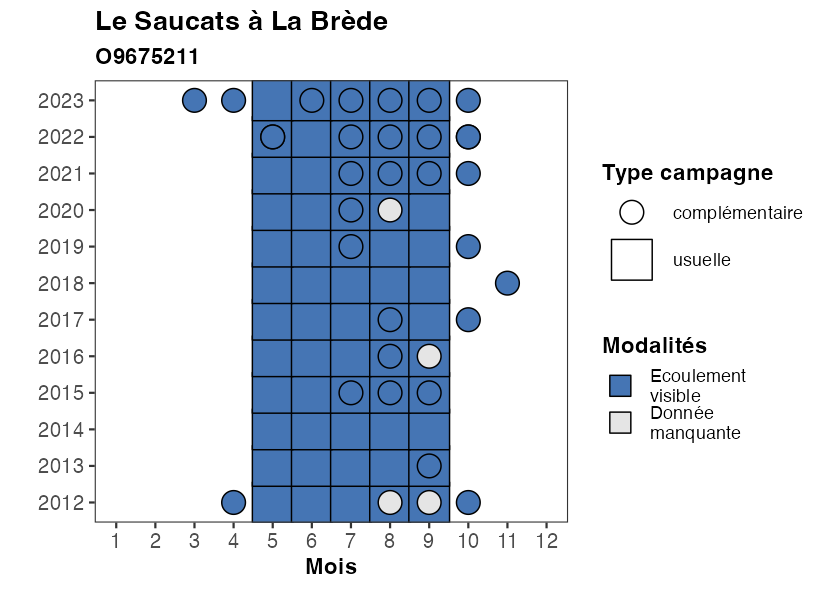 Le Saucats à La Brède
O9675211
2023
2022
2021
2020
2019
2018
2017
2016
2015
2014
2013
2012
1 2 3 4 5 6 7 8 9 10 11 12
Mois
Type campagne
complémentaire
usuelle
Modalités
Ecoulement
visible
Donnée
manquante